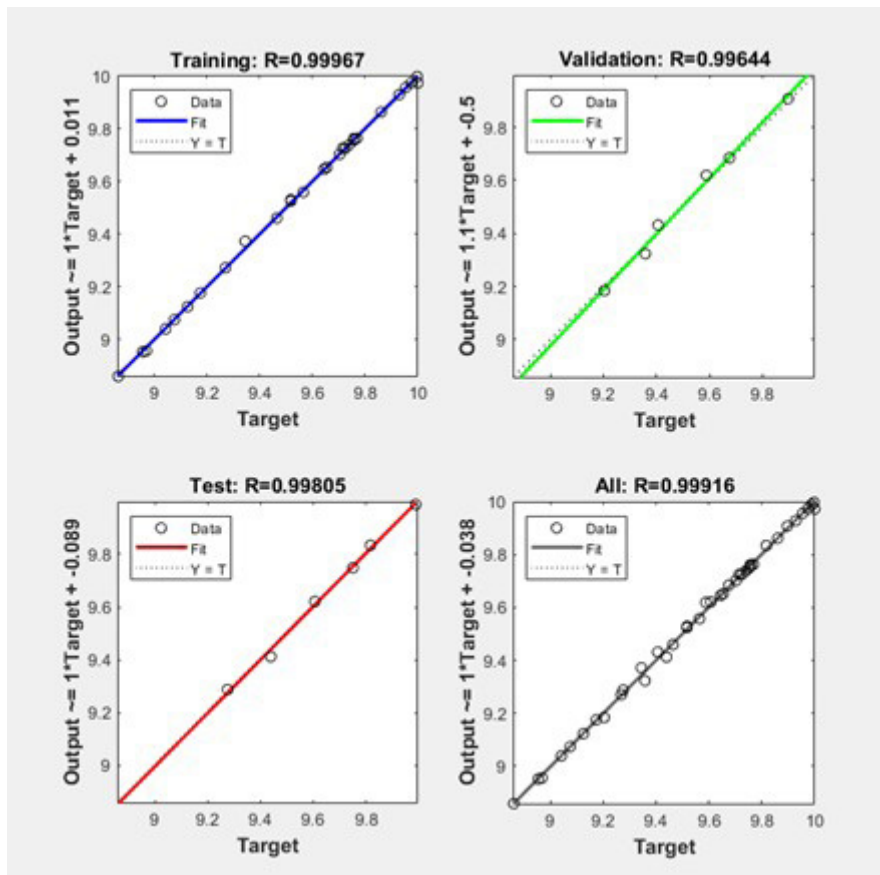 Training: R=0.99967
Output ~= 1*Target + 0.011
10
9.8
9.6
9.4
9.2
9
Data
Fit
Y = T
9 9.2 9.4 9.6 9.8 10
Target
Validation: R=0.99644
Output ~= 1.1*Target + -0.5
9.8
9.6
9.4
9.2
9
Data
Fit
Y = T
9 9.2 9.4 9.6 9.8
Target
Test: R=0.99805
Output ~= 1*Target + -0.089
9.8
9.6
9.4
9.2
9
Data
Fit
Y = T
9 9.2 9.4 9.6 9.8
Target
All: R=0.99916
Output ~= 1*Target + -0.038
10
9.8
9.6
9.4
9.2
9
Data
Fit
Y = T
9 9.2 9.4 9.6 9.8 10
Target